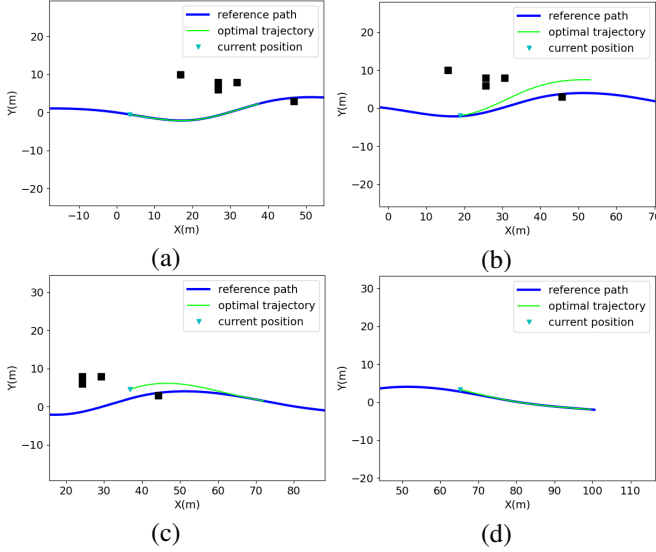 reference path
optimal trajectory
current position
Y(m)
30
20
10
0
−10
−20
−10
0
10
20
30
40
50
X(m)
(a)
reference path
optimal trajectory
current position
Y(m)
20
10
0
−10
−20
0
10
20
30
40
50
60
70
X(m)
(b)
reference path
optimal trajectory
current position
Y(m)
30
20
10
0
−10
20
30
40
50
60
70
80
X(m)
(c)
reference path
optimal trajectory
current position
Y(m)
30
20
10
0
−10
−20
50
60
70
80
90
100
110
X(m)
(d)